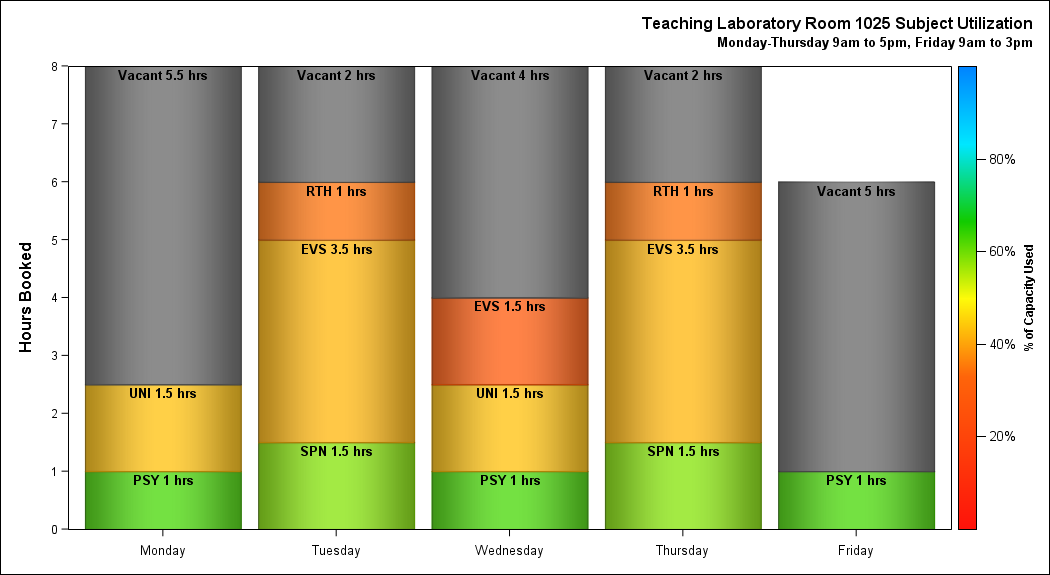 Teaching Laboratory Room 1025 Subject Utilization
Monday-Thursday 9am to 5pm, Friday 9am to 3pm
Hours Booked
8
7
6
5
4
3
2
1
0
Vacant 5.5 hrs
UNI 1.5 hrs
PSY 1 hrs
Vacant 2 hrs
RTH 1 hrs
EVS 3.5 hrs
SPN 1.5 hrs
Vacant 4 hrs
EVS 1.5 hrs
UNI 1.5 hrs
PSY 1 hrs
Vacant 2 hrs
RTH 1 hrs
EVS 3.5 hrs
SPN 1.5 hrs
Vacant 5 hrs
PSY 1 hrs
Monday
Tuesday
Wednesday
Thursday
Friday
80%
60%
40%
20%
% of Capacity Used